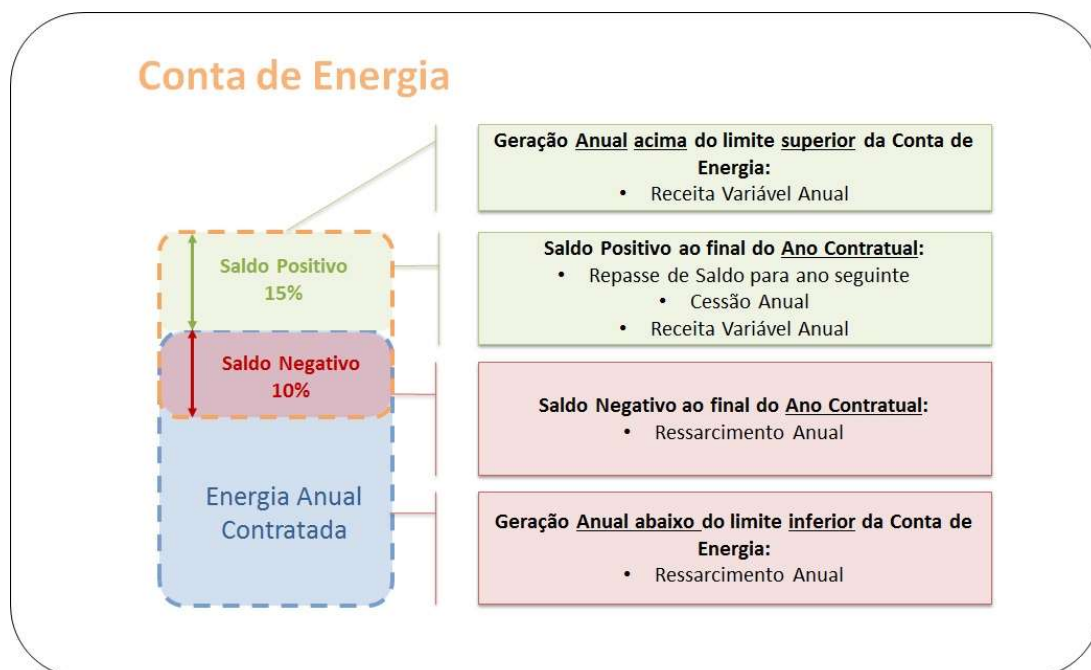 Conta de Energia
Geração Anual acima do limite superior da Conta de
Energia:
• Receita Variável Anual
Saldo Positivo
15%
Saldo Positivo ao final do Ano Contratual:
• Repasse de Saldo para ano seguinte
• Cessão Anual
• Receita Variável Anual
Saldo Negativo
10%
Saldo Negativo ao final do Ano Contratual:
• Ressarcimento Anual
Energia Anual
Contratada
Geração Anual abaixo do limite inferior da Conta de
Energia:
• Ressarcimento Anual